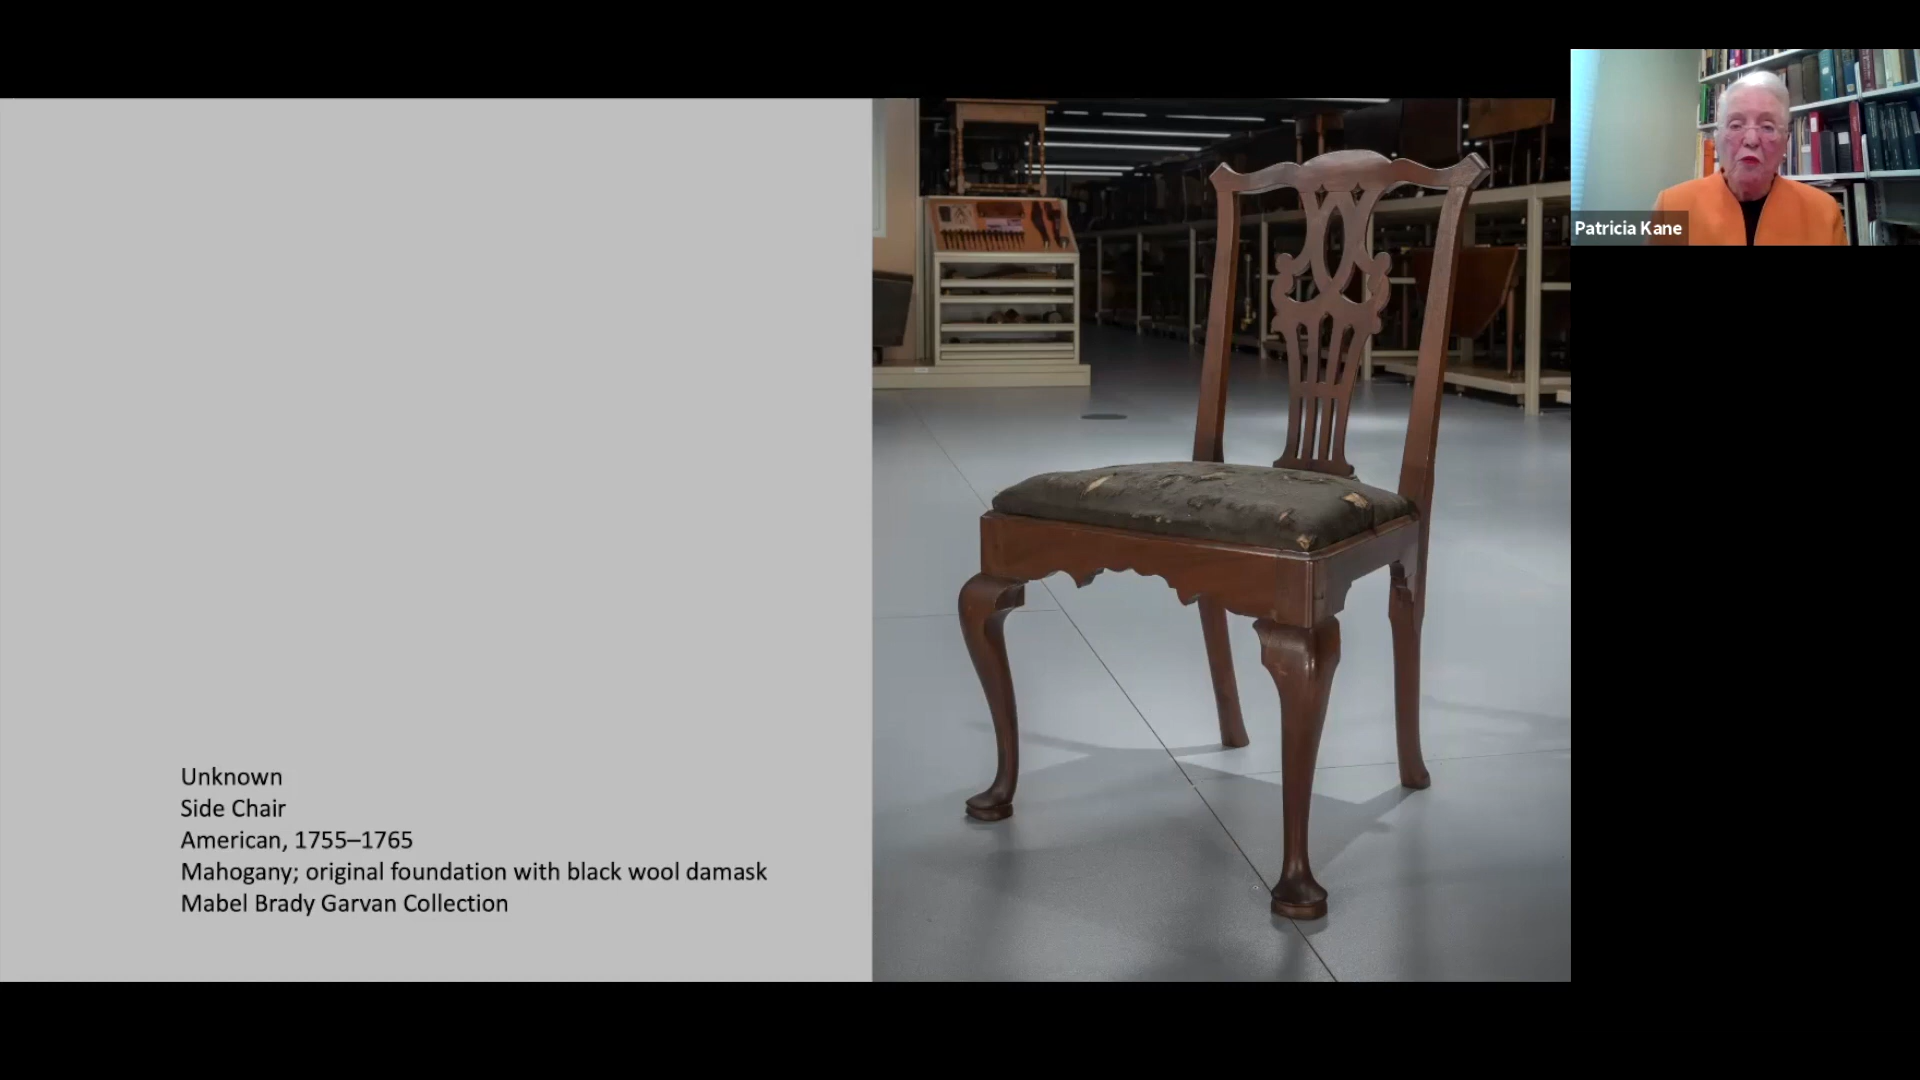 Unknown
Side Chair
American, 1755–1765
Mahogany; original foundation with black wool damask
Mabel Brady Garvan Collection
Patricia Kane